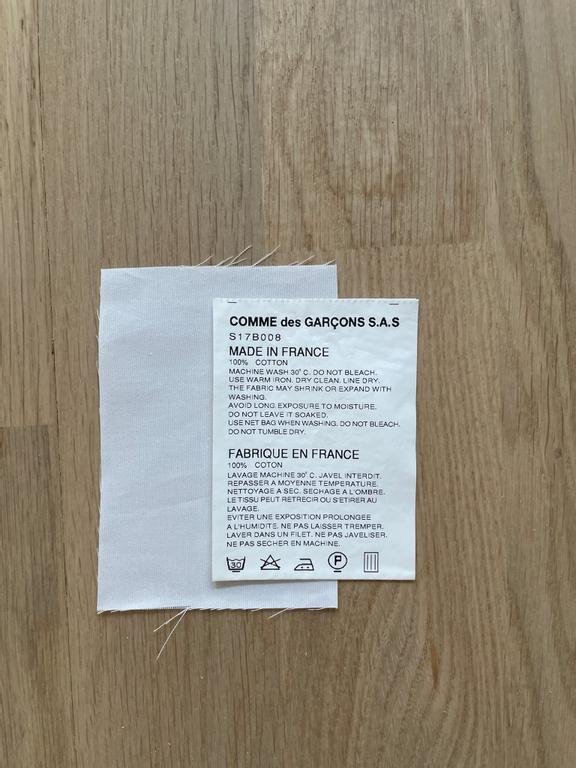 COMME des GARÇONS S.A.S
S17B008
MADE IN FRANCE
100% COTTON
MACHINE WASH 30˚ C. DO NOT BLEACH.
USE WARM IRON. DRY CLEAN. LINE DRY.
THE FABRIC MAY SHRINK OR EXPAND WITH
WASHING.
AVOID LONG EXPOSURE TO MOISTURE.
DO NOT LEAVE IT SOAKED.
USE NET BAG WHEN WASHING. DO NOT BLEACH.
DO NOT TUMBLE DRY.
FABRIQUE EN FRANCE
100% COTON
LAVAGE MACHINE 30˚ C. JAVEL INTERDIT.
REPASSER A MOYENNE TEMPERATURE.
NETTOYAGE A SEC. SECHAGE A L'OMBRE.
LE TISSU PEUT RETRECIR OU S'ETIRER AU
LAVAGE.
EVITER UNE EXPOSITION PROLONGEE
A L'HUMIDITE. NE PAS LAISSER TREMPER.
LAVER DANS UN FILET. NE PAS JAVELISER.
NE PAS SECHER EN MACHINE.
30 P